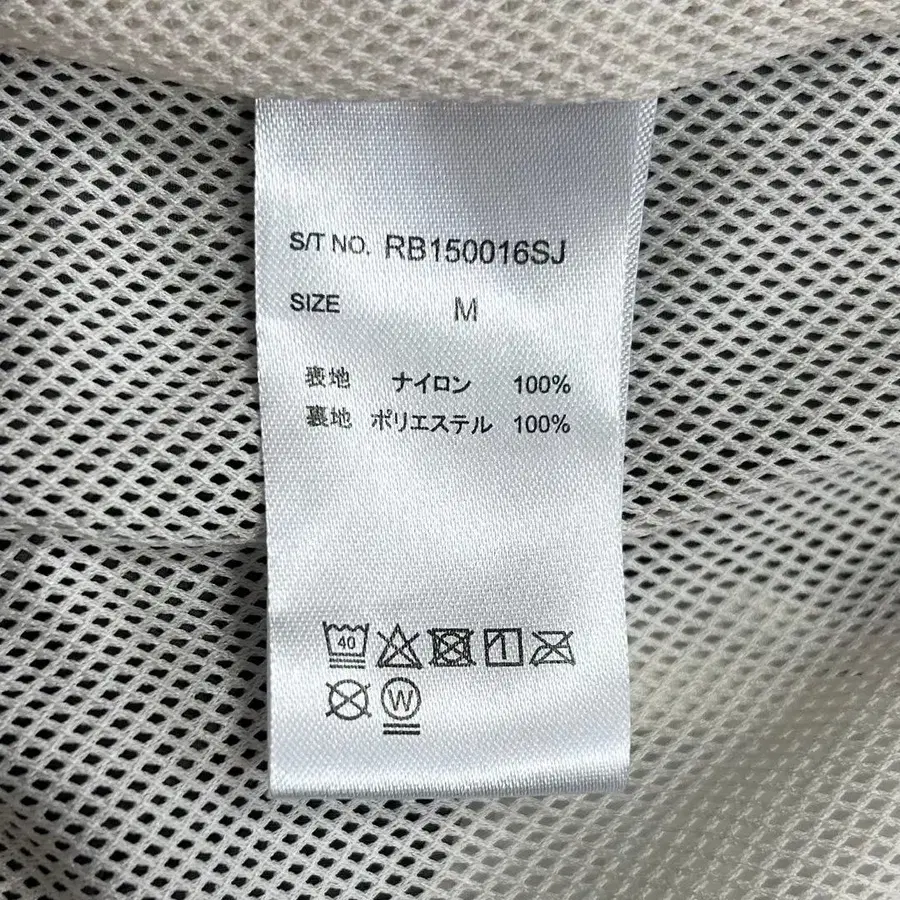 S/T NO. RB150016SJ
SIZE M
表地 ナイロン 100%
裏地 ポリエステル 100%
40
W